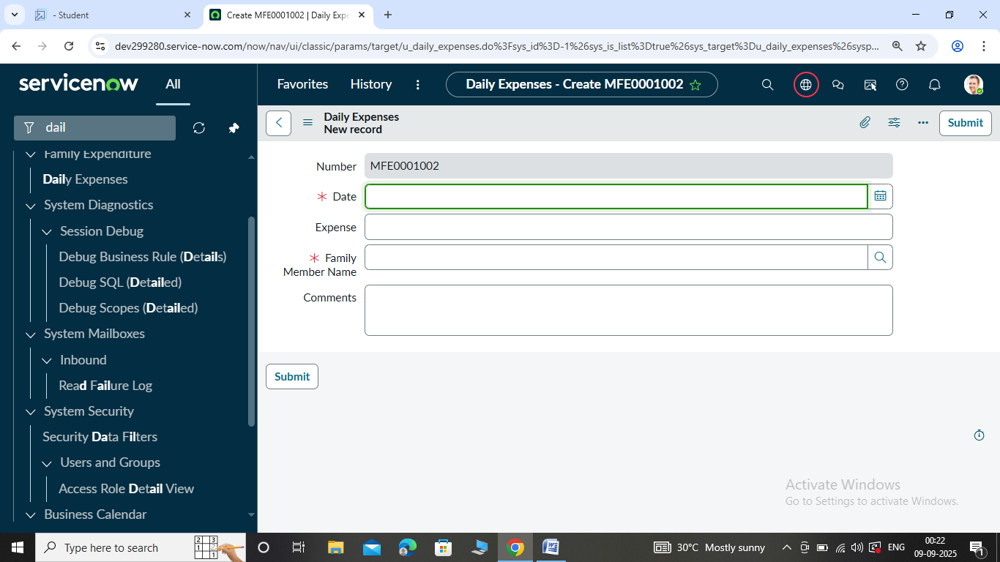 - Student
Create MFE0001002 | Daily Expe
dev299280.service-now.com/now/nav/ui/classic/params/target/u_daily_expenses.do%3Fsys_id%3D-1%26sys_is_list%3Dtrue%26sys_target%3Du_daily_expenses%26sysp...
servicenow
All
Favorites
History
Daily Expenses - Create MFE0001002
dail
Daily Expenses
New record
Submit
Family Expenditure
Daily Expenses
System Diagnostics
Session Debug
Debug Business Rule (Details)
Debug SQL (Detailed)
Debug Scopes (Detailed)
System Mailboxes
Inbound
Read Failure Log
System Security
Security Data Filters
Users and Groups
Access Role Detail View
Business Calendar
Number
MFE0001002
* Date
Expense
* Family
Member Name
Comments
Submit
Activate Windows
Go to Settings to activate Windows.
Type here to search
2 3
1 2
1
30°C Mostly sunny
ENG
00:22
09-09-2025
1